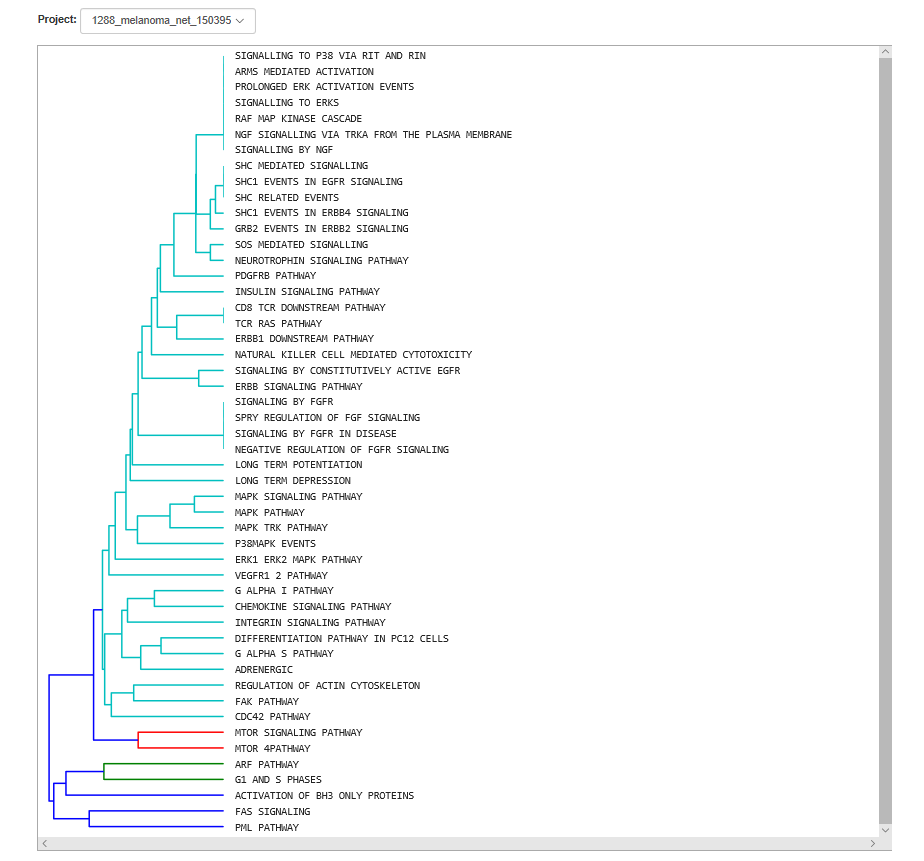 Project: 1288_melanoma_net_150395
SIGNALLING TO P38 VIA RIT AND RIN
ARMS MEDIATED ACTIVATION
PROLONGED ERK ACTIVATION EVENTS
SIGNALLING TO ERKS
RAF MAP KINASE CASCADE
NGF SIGNALLING VIA TRKA FROM THE PLASMA MEMBRANE
SIGNALLING BY NGF
SHC MEDIATED SIGNALLING
SHC1 EVENTS IN EGFR SIGNALING
SHC RELATED EVENTS
SHC1 EVENTS IN ERBB4 SIGNALING
GRB2 EVENTS IN ERBB2 SIGNALING
SOS MEDIATED SIGNALLING
NEUROTROPHIN SIGNALING PATHWAY
PDGFRB PATHWAY
INSULIN SIGNALING PATHWAY
CD8 TCR DOWNSTREAM PATHWAY
TCR RAS PATHWAY
ERBB1 DOWNSTREAM PATHWAY
NATURAL KILLER CELL MEDIATED CYTOTOXICITY
SIGNALING BY CONSTITUTIVELY ACTIVE EGFR
ERBB SIGNALING PATHWAY
SIGNALING BY FGFR
SPRY REGULATION OF FGF SIGNALING
SIGNALING BY FGFR IN DISEASE
NEGATIVE REGULATION OF FGFR SIGNALING
LONG TERM POTENTIATION
LONG TERM DEPRESSION
MAPK SIGNALING PATHWAY
MAPK PATHWAY
MAPK TRK PATHWAY
P38MAPK EVENTS
ERK1 ERK2 MAPK PATHWAY
VEGFR1 2 PATHWAY
G ALPHA I PATHWAY
CHEMOKINE SIGNALING PATHWAY
INTEGRIN SIGNALING PATHWAY
DIFFERENTIATION PATHWAY IN PC12 CELLS
G ALPHA S PATHWAY
ADRENERGIC
REGULATION OF ACTIN CYTOSKELETON
FAK PATHWAY
CDC42 PATHWAY
MTOR SIGNALING PATHWAY
MTOR 4PATHWAY
ARF PATHWAY
G1 AND S PHASES
ACTIVATION OF BH3 ONLY PROTEINS
FAS SIGNALING
PML PATHWAY